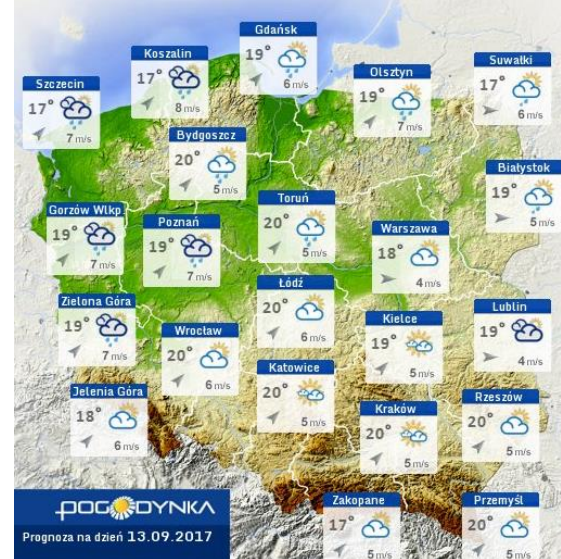 Gdańsk
19°
6 m/s
Koszalin
17°
8 m/s
Suwałki
17°
6 m/s
Olsztyn
19°
7 m/s
Szczecin
17°
7 m/s
Bydgoszcz
20°
5 m/s
Białystok
19°
5 m/s
Toruń
20°
5 m/s
Gorzów Wlkp.
19°
7 m/s
Poznań
19°
7 m/s
Warszawa
18°
4 m/s
Łódź
20°
6 m/s
Zielona Góra
19°
7 m/s
Lublin
19°
4 m/s
Kielce
19°
5 m/s
Wrocław
20°
6 m/s
Katowice
20°
5 m/s
Jelenia Góra
18°
6 m/s
Rzeszów
20°
5 m/s
Kraków
20°
5 m/s
Zakopane
17°
5 m/s
Przemyśl
20°
5 m/s
POGODYNKA
Prognoza na dzień 13.09.2017